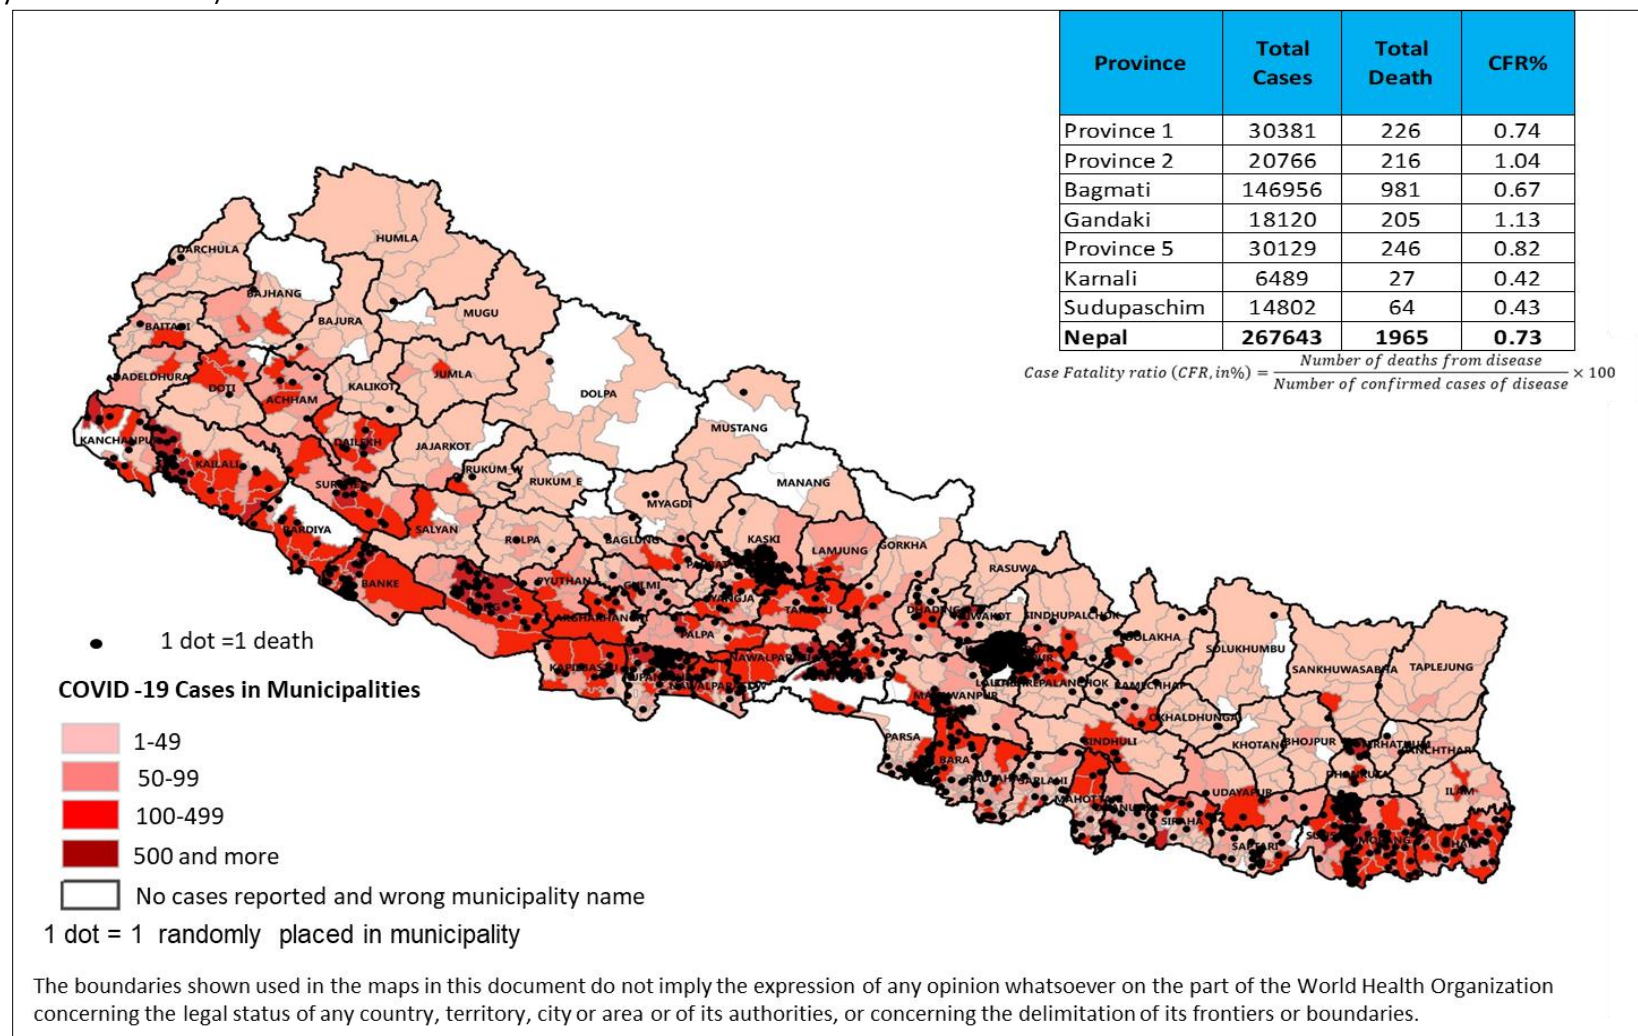 Province Total Cases Total Death CFR%
Province 1 30381 226 0.74
Province 2 20766 216 1.04
Bagmati 146956 981 0.67
Gandaki 18120 205 1.13
Province 5 30129 246 0.82
Karnali 6489 27 0.42
Sudupaschim 14802 64 0.43
Nepal 267643 1965 0.73
Case Fatality ratio (CFR, in%) = Number of deaths from disease / Number of confirmed cases of disease × 100
HUMLA
DARCHULA
BAJHANG
MUGU
BAJURA
BAITADI
JUMLA
DADELDHURA
DOTI
KALIKOT
ACHHAM
DOLPA
MUSTANG
KANCHANPUR
DAILEKH
JAJARKOT
KAILALI
RUKUM_W
RUKUM_E
MANANG
MYAGDI
BARDIYA
SALYAN
ROLPA
BAGLUNG
KASKI
LAMJUNG
GORKHA
RASUWA
BANKE
PYUTHAN
GULMI
DHADING
SINDHUPALCHOK
PALPA
DOLAKHA
SOLUKHUMBU
SANKHUWASABHA
TAPLEJUNG
RAMECHHAP
OKHALDHUNGA
PARSA
BARA
SINDHULI
KHOTANG
BHOJPUR
SARLAHI
UDAYAPUR
ILAM
SIRAHA
SAPTARI
1 dot =1 death
COVID -19 Cases in Municipalities
1-49
50-99
100-499
500 and more
No cases reported and wrong municipality name
1 dot = 1 randomly placed in municipality
The boundaries shown used in the maps in this document do not imply the expression of any opinion whatsoever on the part of the World Health Organization
concerning the legal status of any country, territory, city or area or of its authorities, or concerning the delimitation of its frontiers or boundaries.